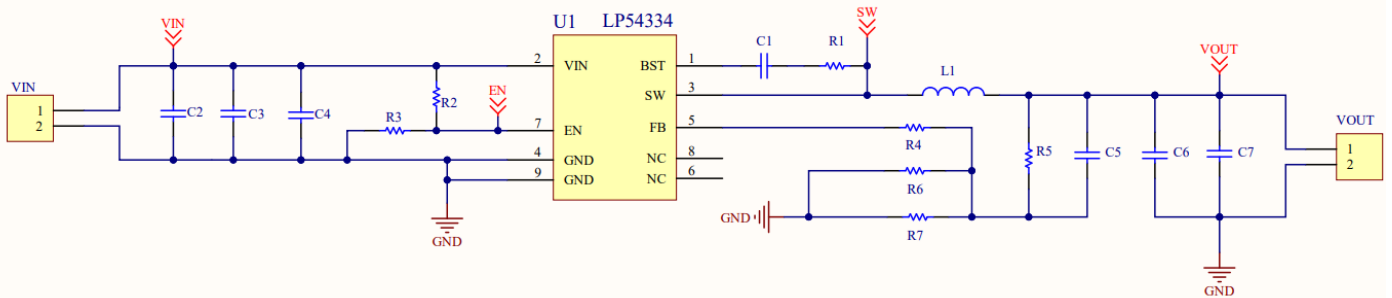 U1 LP54334
VIN
SW
VOUT
VIN
1
2
C2
C3
C4
R2
R3
EN
2 VIN
7 EN
4 GND
9 GND
BST 1
SW 3
FB 5
NC 8
NC 6
C1
R1
L1
R4
R6
R7
R5
C5
C6
C7
VOUT
1
2
GND
GND
GND